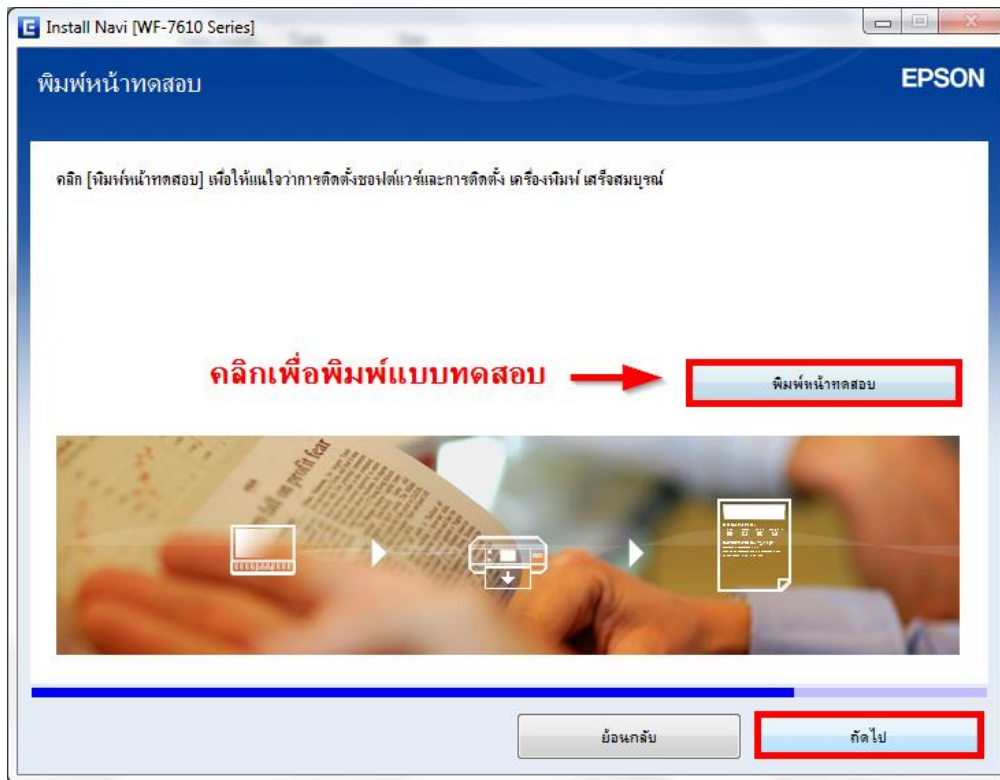 Install Navi [WF-7610 Series]
พิมพ์หน้าทดสอบ
EPSON
คลิก [พิมพ์หน้าทดสอบ] เพื่อให้แน่ใจว่าการติดตั้งซอฟต์แวร์และการติดตั้ง เครื่องพิมพ์ เสร็จสมบูรณ์
คลิกเพื่อพิมพ์แบบทดสอบ
พิมพ์หน้าทดสอบ
fall on profit fear
ย้อนกลับ
ถัดไป